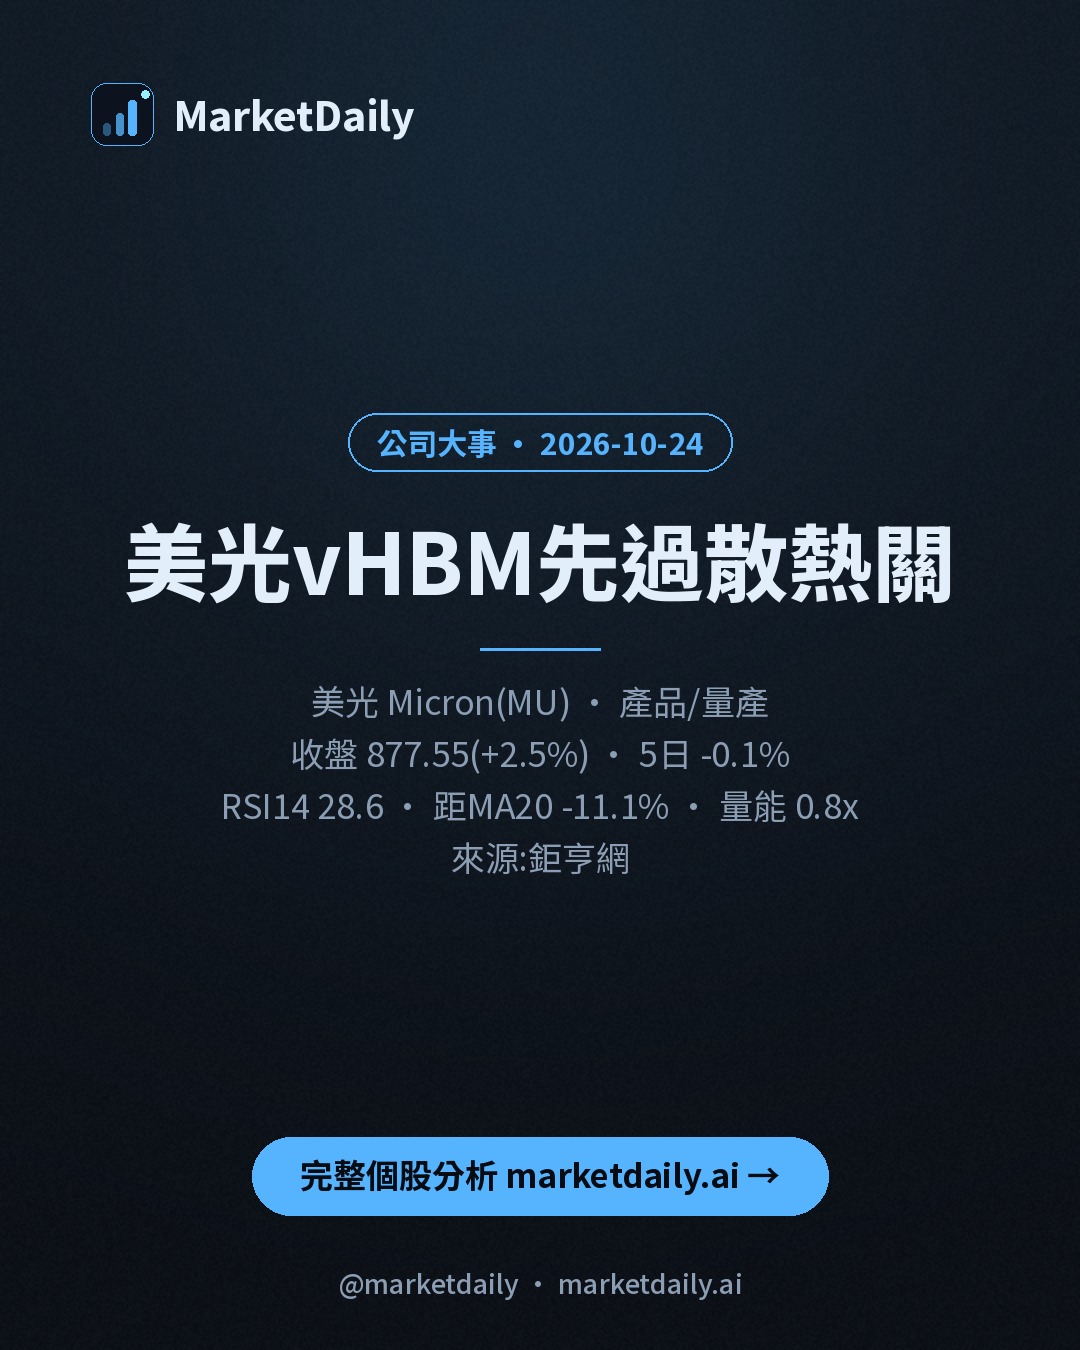 MarketDaily
公司大事 • 2026-10-24
美光vHBM先過散熱關
美光 Micron(MU) • 產品/量產
收盤 877.55(+2.5%) • 5日 -0.1%
RSI14 28.6 • 距MA20 -11.1% • 量能 0.8x
來源:鉅亨網
完整個股分析 marketdaily.ai →
@marketdaily • marketdaily.ai